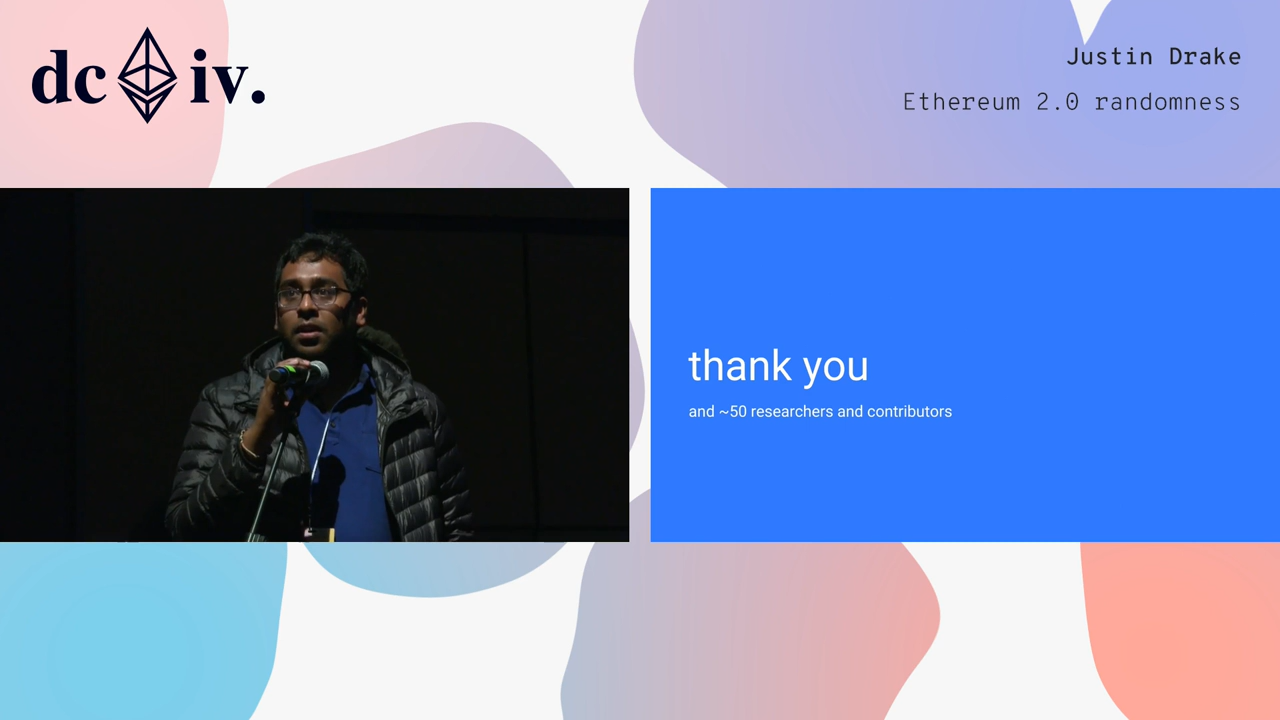 dc iv.
Justin Drake
Ethereum 2.0 randomness
thank you
and ~50 researchers and contributors